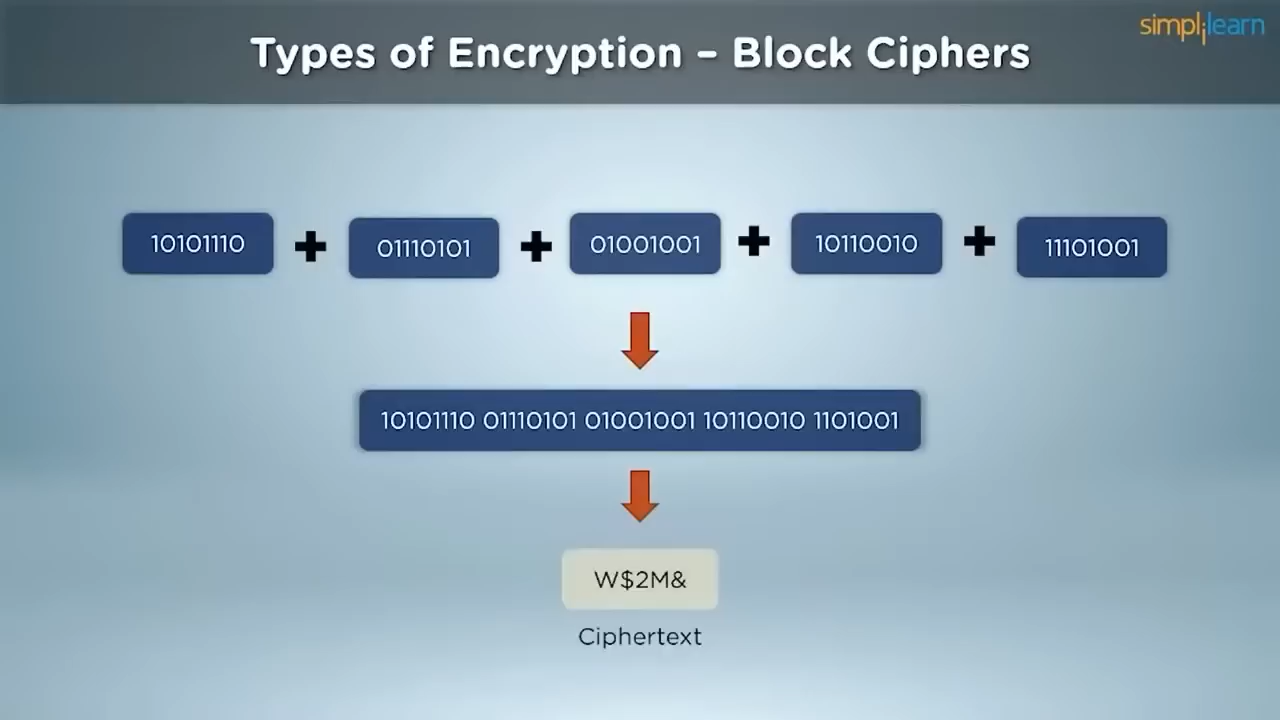 simplilearn
Types of Encryption – Block Ciphers
10101110 + 01110101 + 01001001 + 10110010 + 11101001
10101110 01110101 01001001 10110010 1101001
W$2M&
Ciphertext